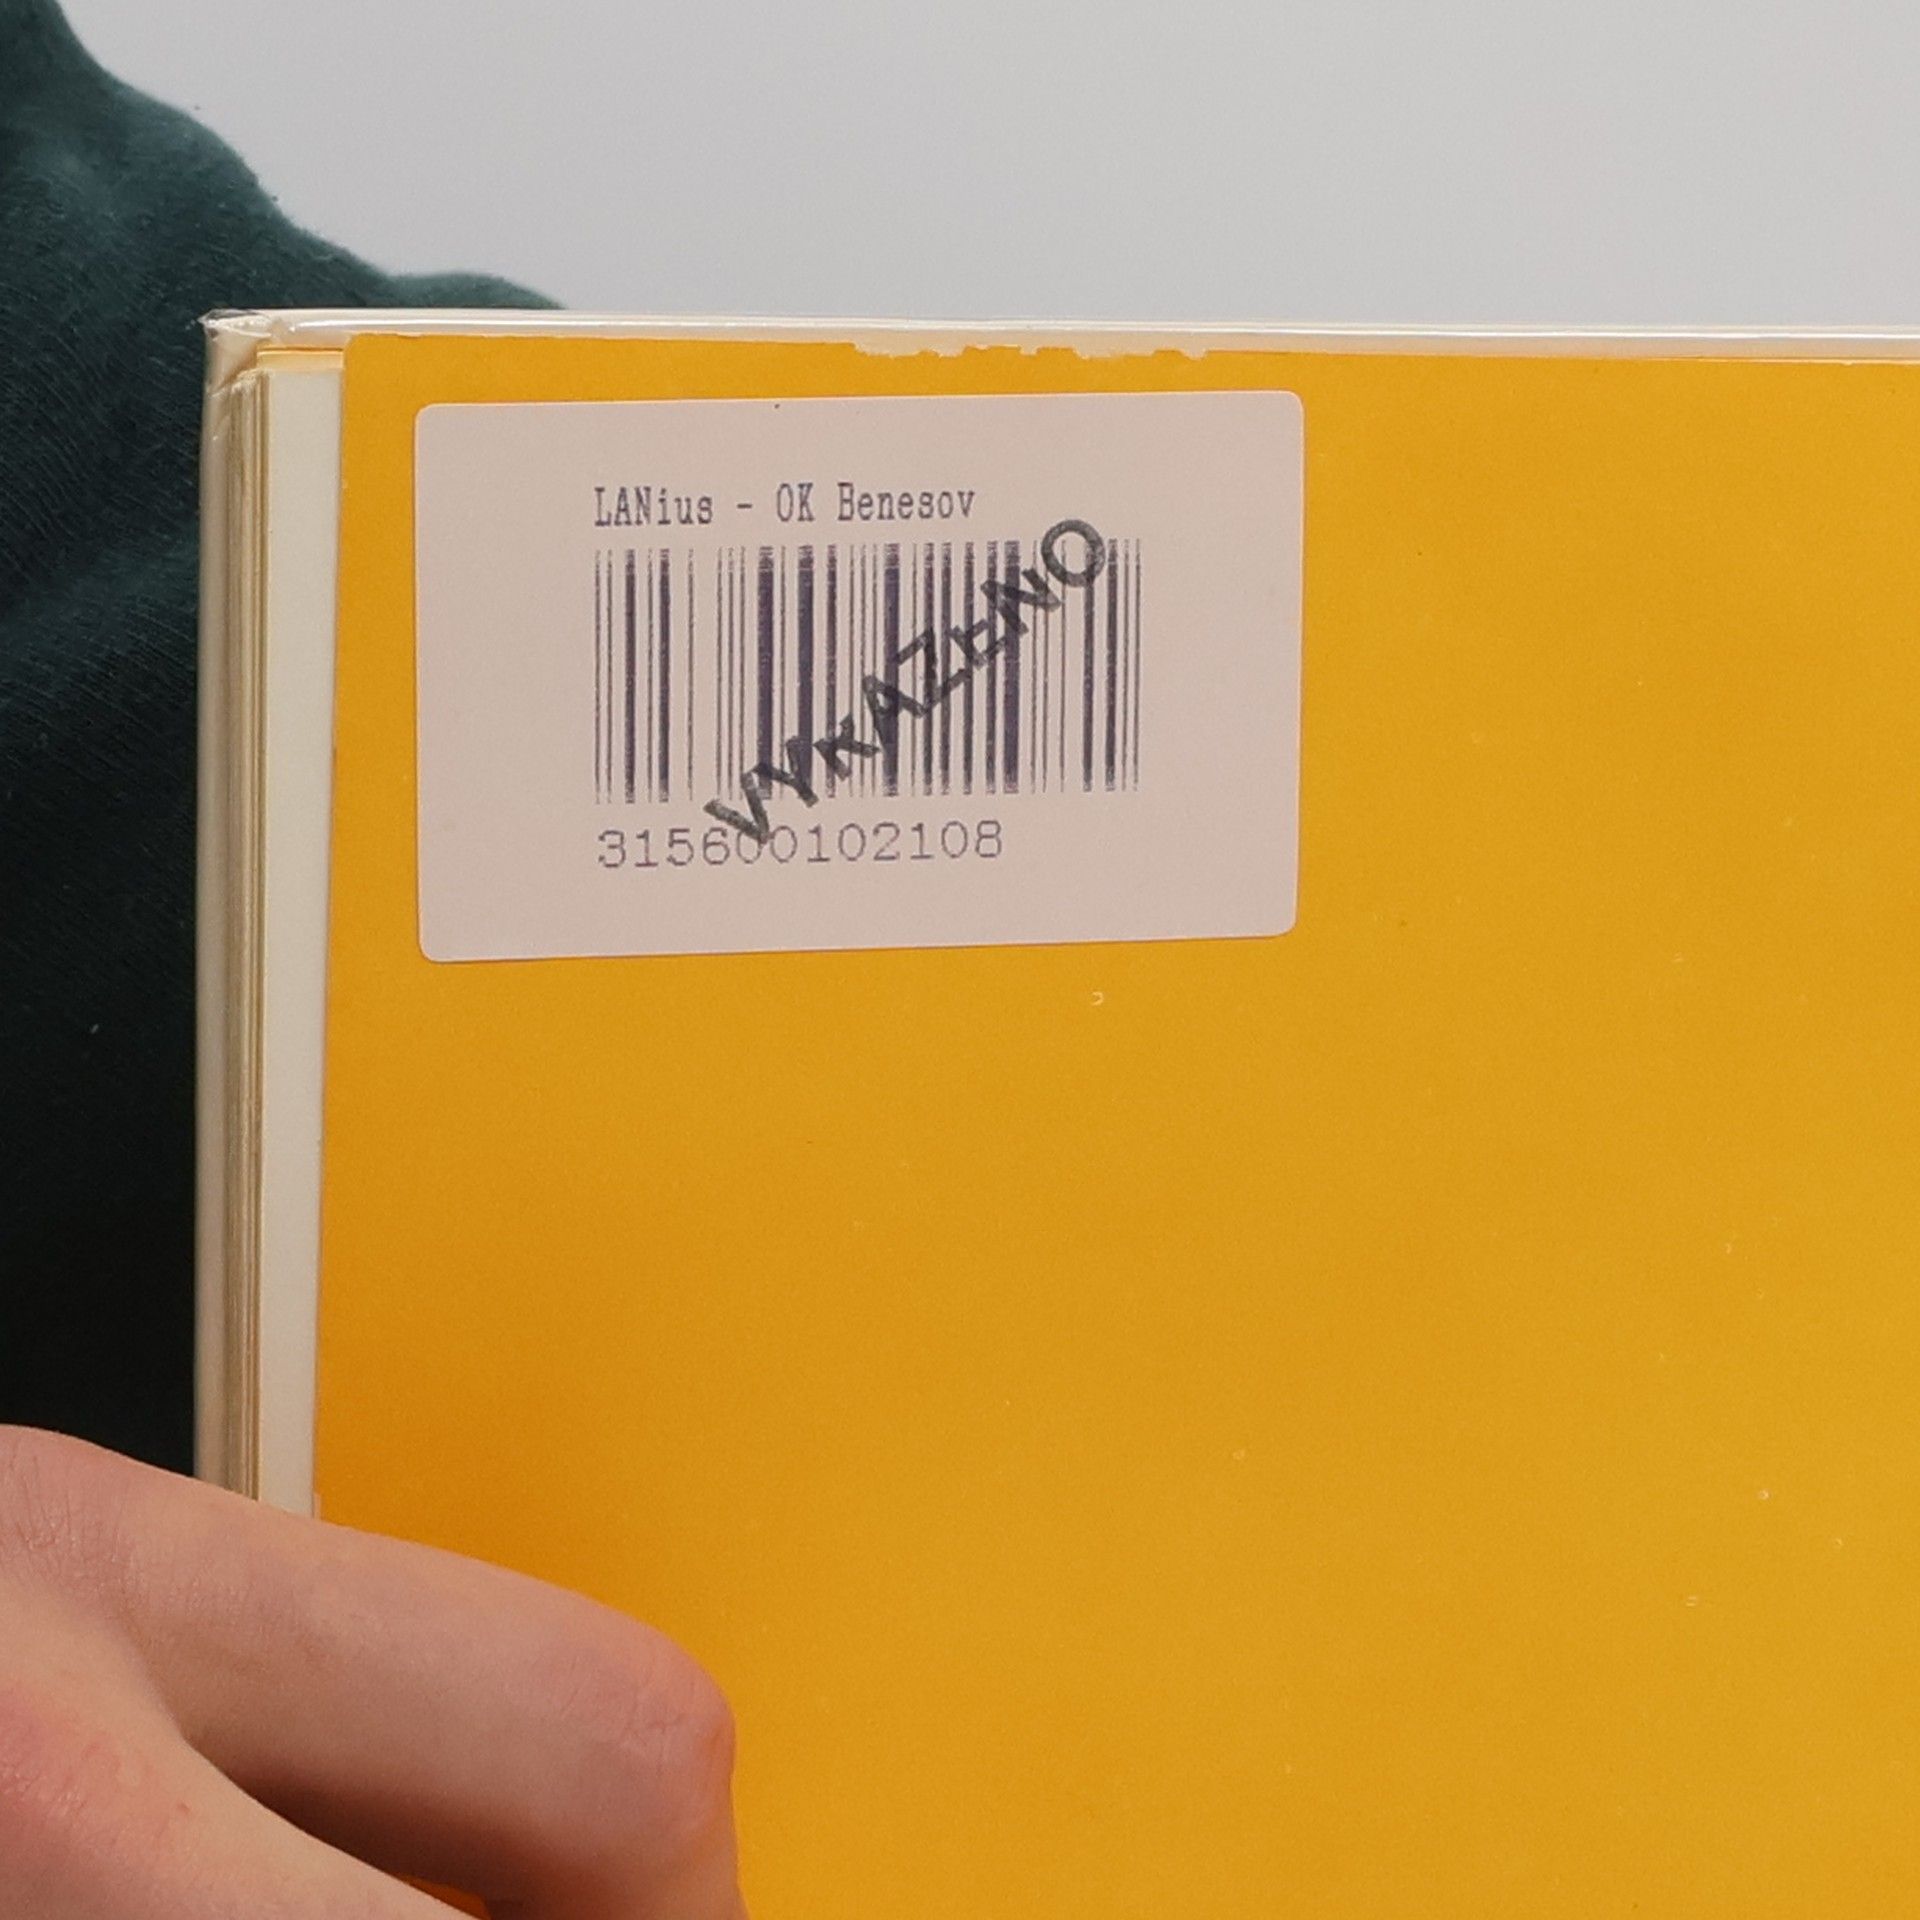 LANius - OK Benesov
VYKAZENO
315600102108